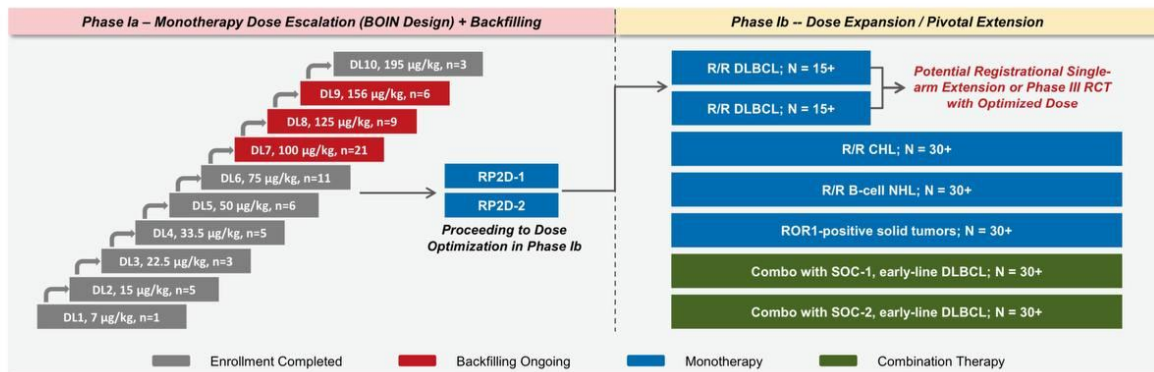 Phase Ia – Monotherapy Dose Escalation (BOIN Design) + Backfilling
DL10, 195 µg/kg, n=3
DL9, 156 µg/kg, n=6
DL8, 125 µg/kg, n=9
DL7, 100 µg/kg, n=21
DL6, 75 µg/kg, n=11
DL5, 50 µg/kg, n=6
DL4, 33.5 µg/kg, n=5
DL3, 22.5 µg/kg, n=3
DL2, 15 µg/kg, n=5
DL1, 7 µg/kg, n=1
RP2D-1
RP2D-2
Proceeding to Dose
Optimization in Phase Ib
Phase Ib -- Dose Expansion / Pivotal Extension
R/R DLBCL; N = 15+
R/R DLBCL; N = 15+
Potential Registrational Single-
arm Extension or Phase III RCT
with Optimized Dose
R/R CHL; N = 30+
R/R B-cell NHL; N = 30+
ROR1-positive solid tumors; N = 30+
Combo with SOC-1, early-line DLBCL; N = 30+
Combo with SOC-2, early-line DLBCL; N = 30+
Enrollment Completed
Backfilling Ongoing
Monotherapy
Combination Therapy